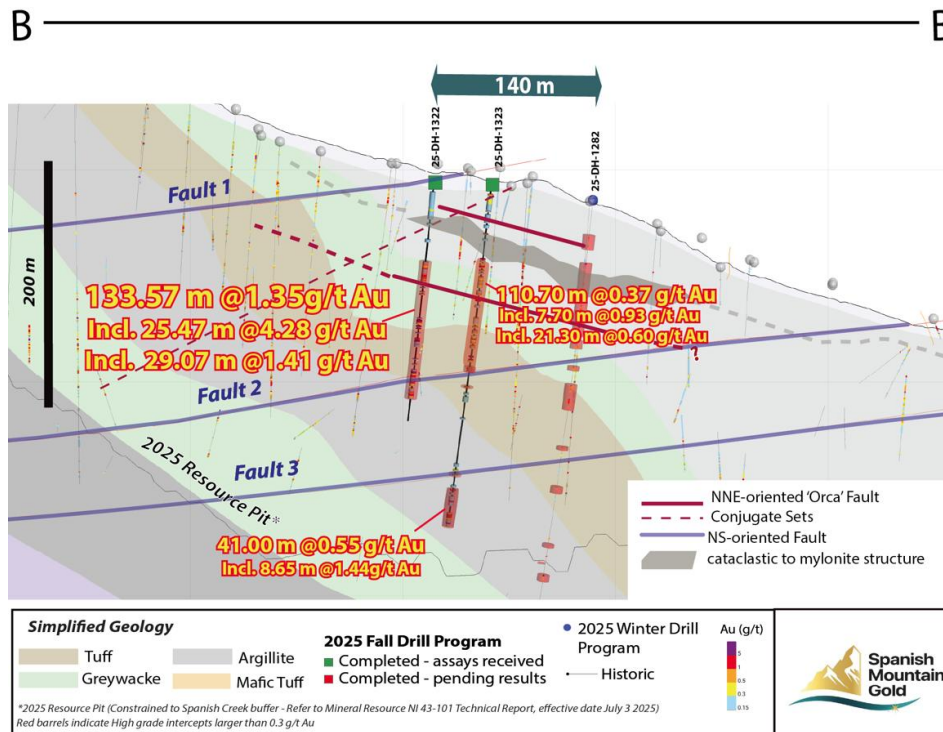 B
B
140 m
25-DH-1322
25-DH-1323
25-DH-1282
Fault 1
200 m
133.57 m @1.35g/t Au
Incl. 25.47 m @4.28 g/t Au
Incl. 29.07 m @1.41 g/t Au
110.70 m @0.37 g/t Au
Incl. 7.70 m @0.93 g/t Au
Incl. 21.30 m @0.60 g/t Au
?
Fault 2
Fault 3
2025 Resource Pit*
41.00 m @0.55 g/t Au
Incl. 8.65 m @1.44g/t Au
NNE-oriented 'Orca' Fault
Conjugate Sets
NS-oriented Fault
cataclastic to mylonite structure
Simplified Geology
Tuff
Argillite
Greywacke
Mafic Tuff
2025 Fall Drill Program
Completed - assays received
Completed - pending results
2025 Winter Drill
Program
Historic
Au (g/t)
5
1
0.5
0.3
0.15
*2025 Resource Pit (Constrained to Spanish Creek buffer - Refer to Mineral Resource NI 43-101 Technical Report, effective date July 3 2025)
Red barrels indicate High grade intercepts larger than 0.3 g/t Au
Spanish
Mountain
Gold